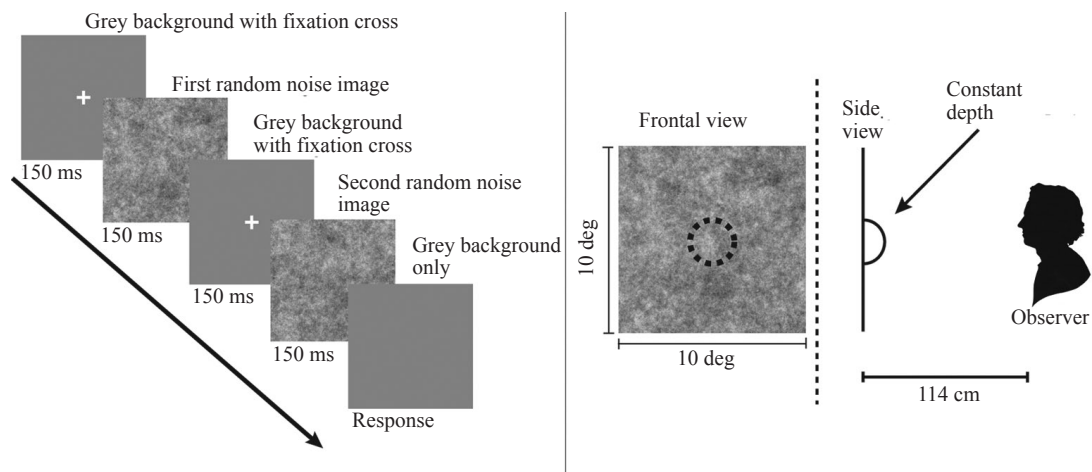 Grey background with fixation cross
First random noise image
Grey background
with fixation cross
150 ms
Second random noise
image
150 ms
Grey background
only
150 ms
150 ms
Response
Frontal view
10 deg
10 deg
Side
view
Constant
depth
Observer
114 cm